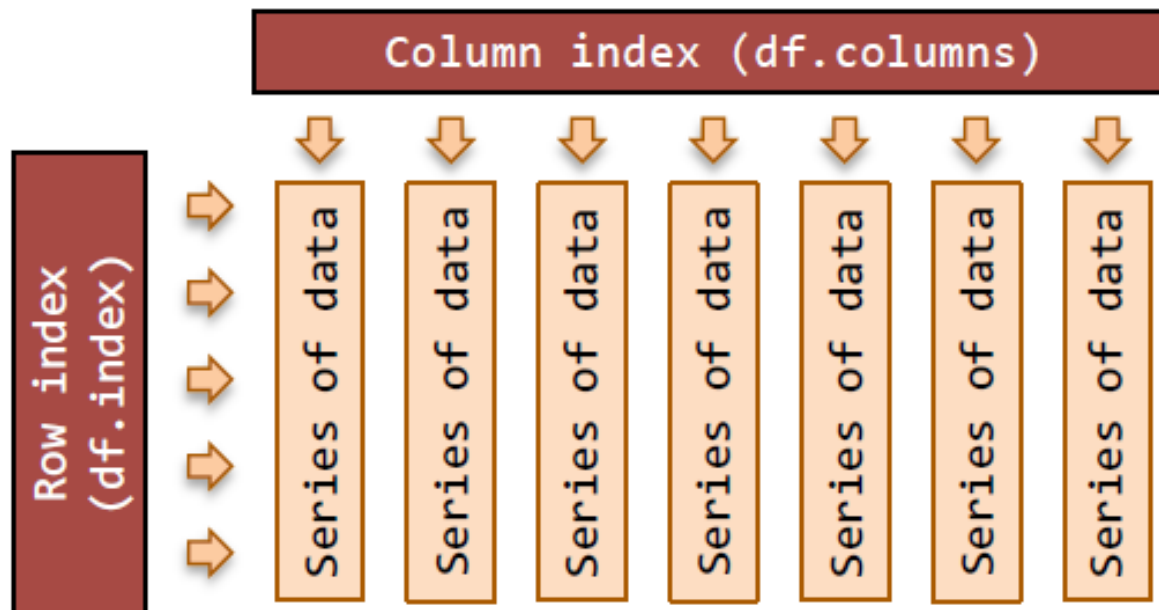 Column index (df.columns)
Row index
(df.index)
Series of data
Series of data
Series of data
Series of data
Series of data
Series of data
Series of data